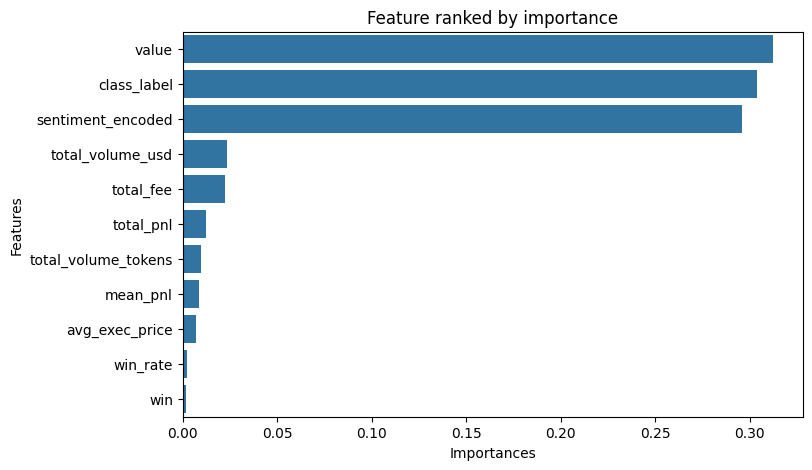 Feature ranked by importance
Features
value
class_label
sentiment_encoded
total_volume_usd
total_fee
total_pnl
total_volume_tokens
mean_pnl
avg_exec_price
win_rate
win
0.00 0.05 0.10 0.15 0.20 0.25 0.30
Importances